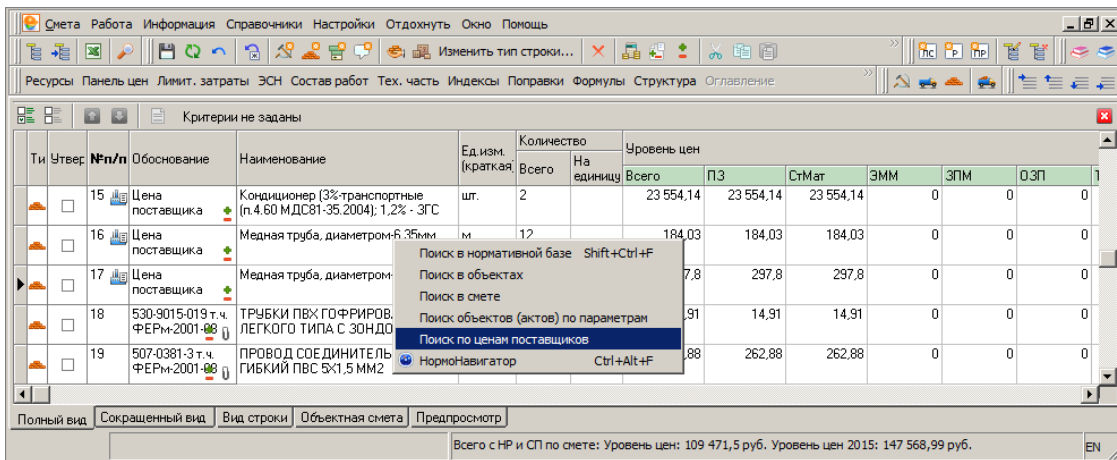 Смета Работа Информация Справочники Настройки Отдохнуть Окно Помощь
Изменить тип строки...
Ресурсы Панель цен Лимит. затраты ЭСН Состав работ Тех. часть Индексы Поправки Формулы Структура Оглавление
Критерии не заданы
Ти Утвер №п/п Обоснование Наименование Ед.изм. (краткая) Количество Уровень цен
Всего На единицу Всего ПЗ СтМат ЭММ ЗПМ ОЗП
15 Цена Кондиционер (3%-транспортные шт. 2 23 554,14 23 554,14 23 554,14 0 0 0
поставщика (п.4.60 МДС81-35.2004); 1,2% - ЗГС
16 Цена Медная труба, диаметром-6,35мм м 12 184,03 184,03 184,03 0 0 0
поставщика
17 Цена Медная труба, диаметром- 7,8 297,8 297,8 0 0 0
поставщика
18 530-9015-019 т.ч. ТРУБКИ ПВХ ГОФРИРОВ. ,91 14,91 14,91 0 0 0
ФЕРм-2001-08 ЛЕГКОГО ТИПА С ЗОНДО
19 507-0381-3 т.ч. ПРОВОД СОЕДИНИТЕЛЬ ,88 262,88 262,88 0 0 0
ФЕРм-2001-08 ГИБКИЙ ПВС 5Х1,5 ММ2
Поиск в нормативной базе Shift+Ctrl+F
Поиск в объектах
Поиск в смете
Поиск объектов (актов) по параметрам
Поиск по ценам поставщиков
НормоНавигатор Ctrl+Alt+F
Полный вид Сокращенный вид Вид строки Объектная смета Предпросмотр
Всего с НР и СП по смете: Уровень цен: 109 471,5 руб. Уровень цен 2015: 147 568,99 руб. EN